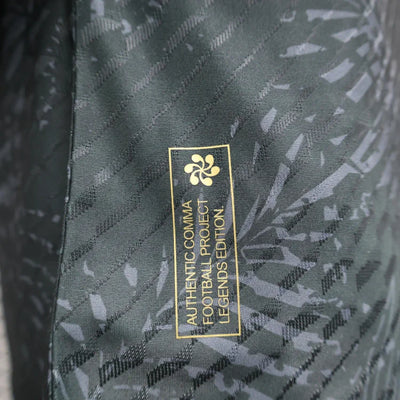 AUTHENTIC COMMA
FOOTBALL PROJECT
LEGENDS EDITION.